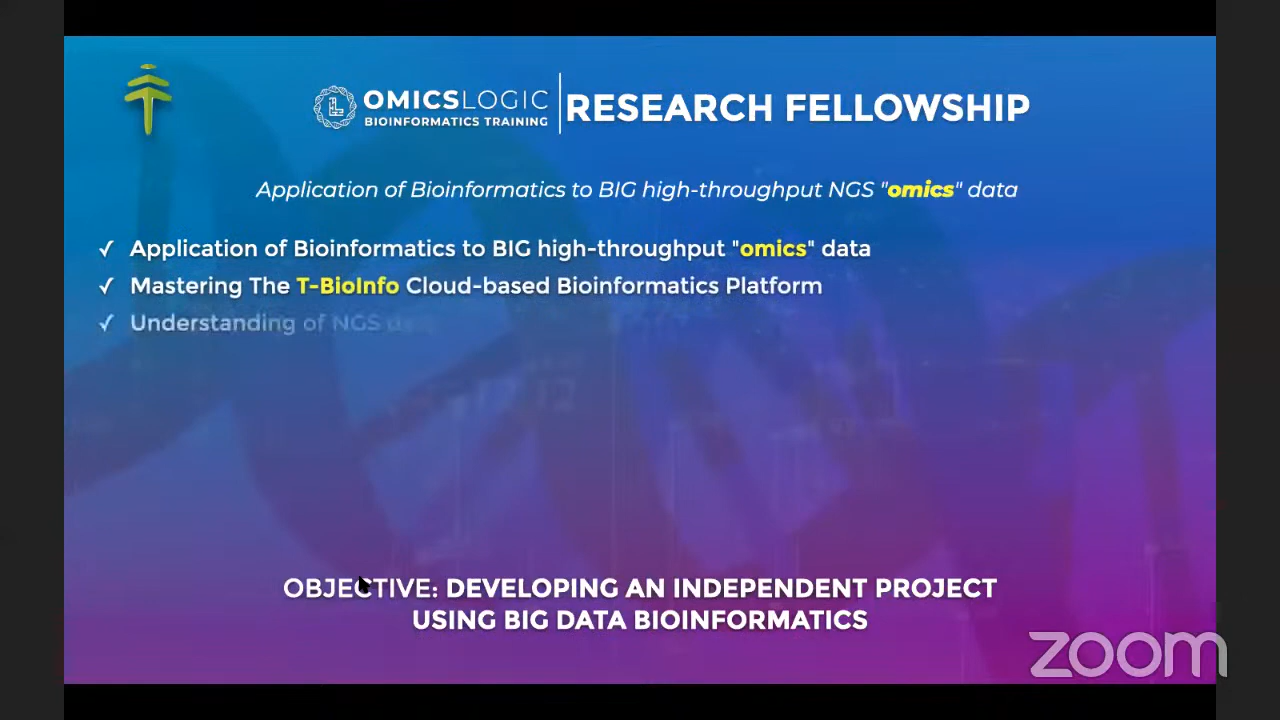 OMICSLOGIC
BIOINFORMATICS TRAINING
RESEARCH FELLOWSHIP
Application of Bioinformatics to BIG high-throughput NGS "omics" data
✓ Application of Bioinformatics to BIG high-throughput "omics" data
✓ Mastering The T-BioInfo Cloud-based Bioinformatics Platform
✓ Understanding of NGS
OBJECTIVE: DEVELOPING AN INDEPENDENT PROJECT
USING BIG DATA BIOINFORMATICS
zoom